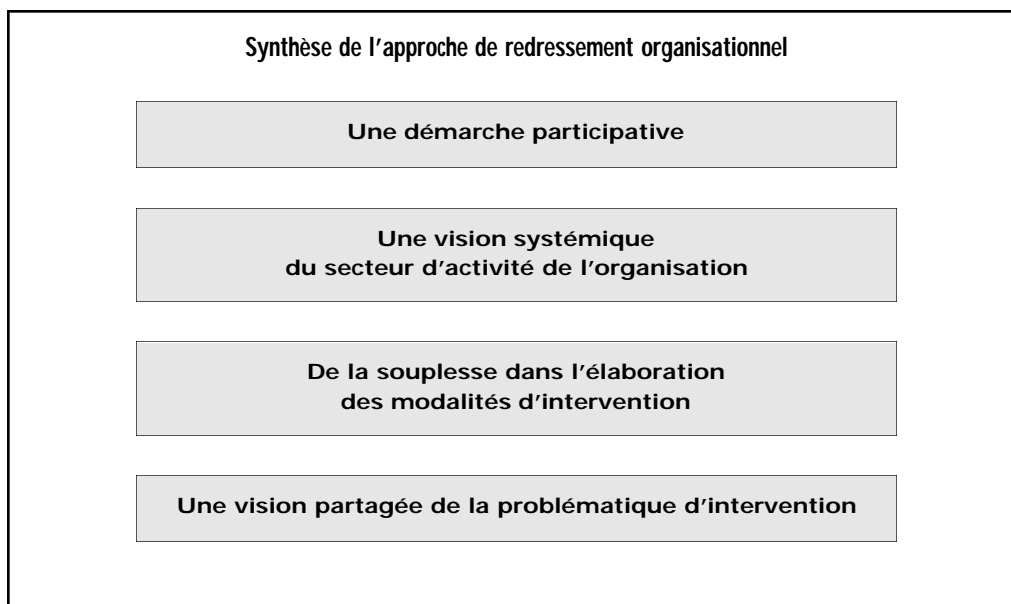 Synthèse de l’approche de redressement organisationnel
Une démarche participative
Une vision systémique
du secteur d’activité de l’organisation
De la souplesse dans l’élaboration
des modalités d’intervention
Une vision partagée de la problématique d’intervention